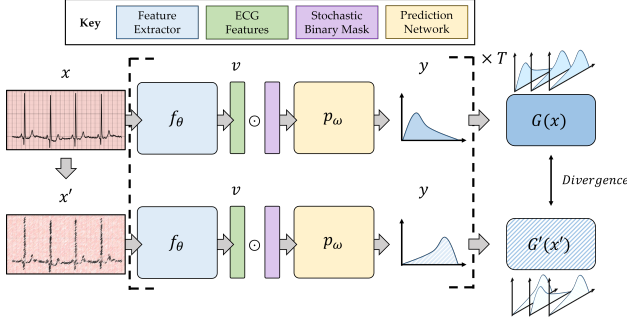 Key
Feature
Extractor
ECG
Features
Stochastic
Binary Mask
Prediction
Network
x
v
y
× T
f_θ
⊙
p_ω
G(x)
x′
Divergence
v
y
f_θ
⊙
p_ω
G′(x′)